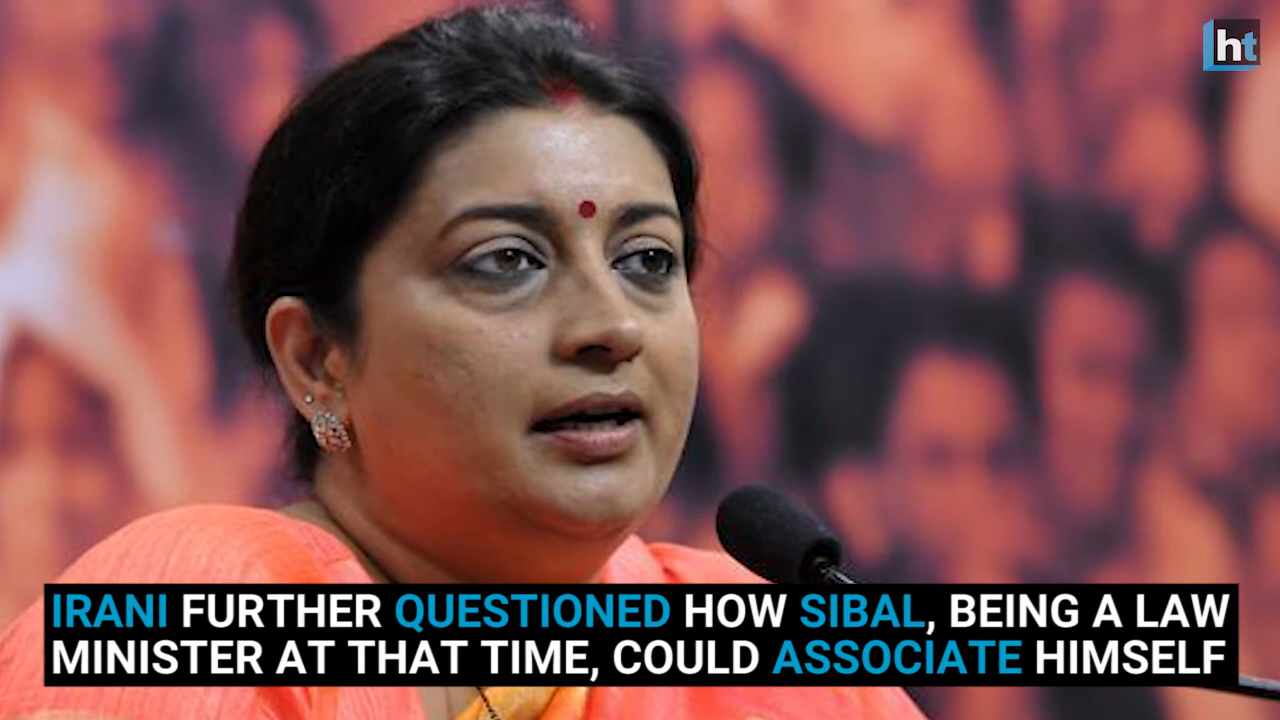 ht
IRANI FURTHER QUESTIONED HOW SIBAL, BEING A LAW
MINISTER AT THAT TIME, COULD ASSOCIATE HIMSELF